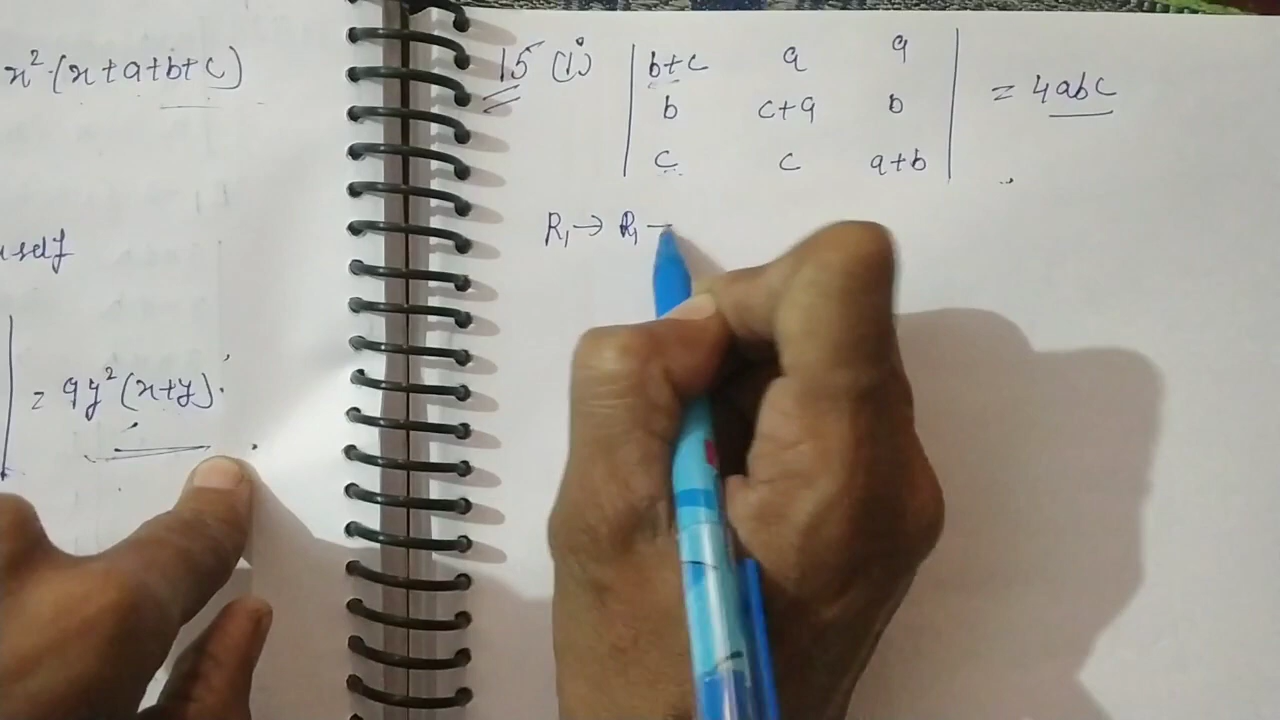 x²·(x+a+b+c)
= 9y²(x+y).
15 (i) | b+c a a |
| b c+a b | = 4abc
| c c a+b |
R₁→ R₁ −